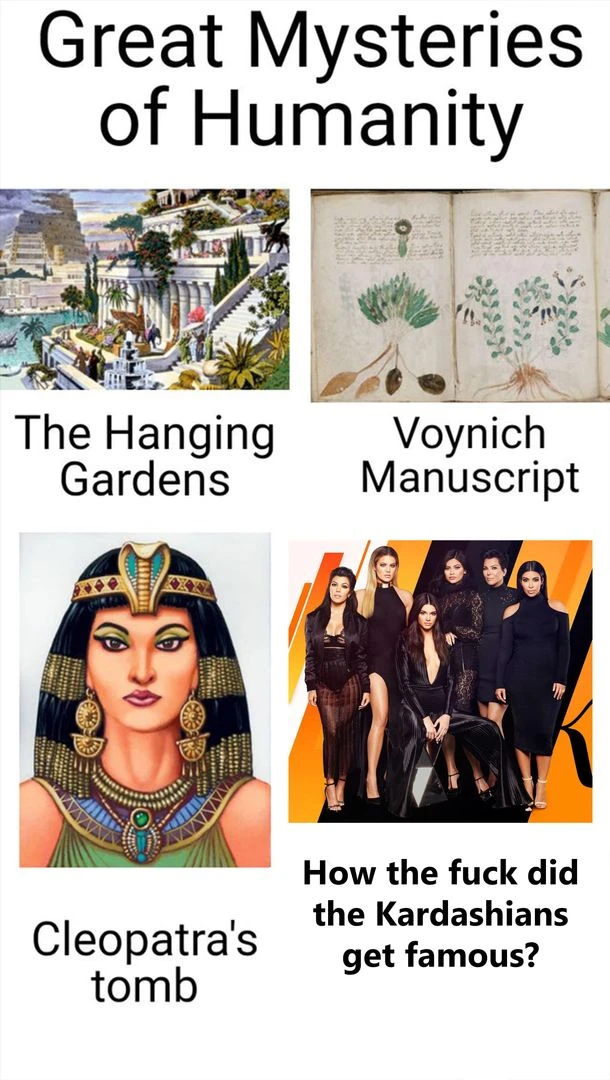 Great Mysteries
of Humanity
The Hanging
Gardens
Voynich
Manuscript
Cleopatra's
tomb
How the fuck did
the Kardashians
get famous?